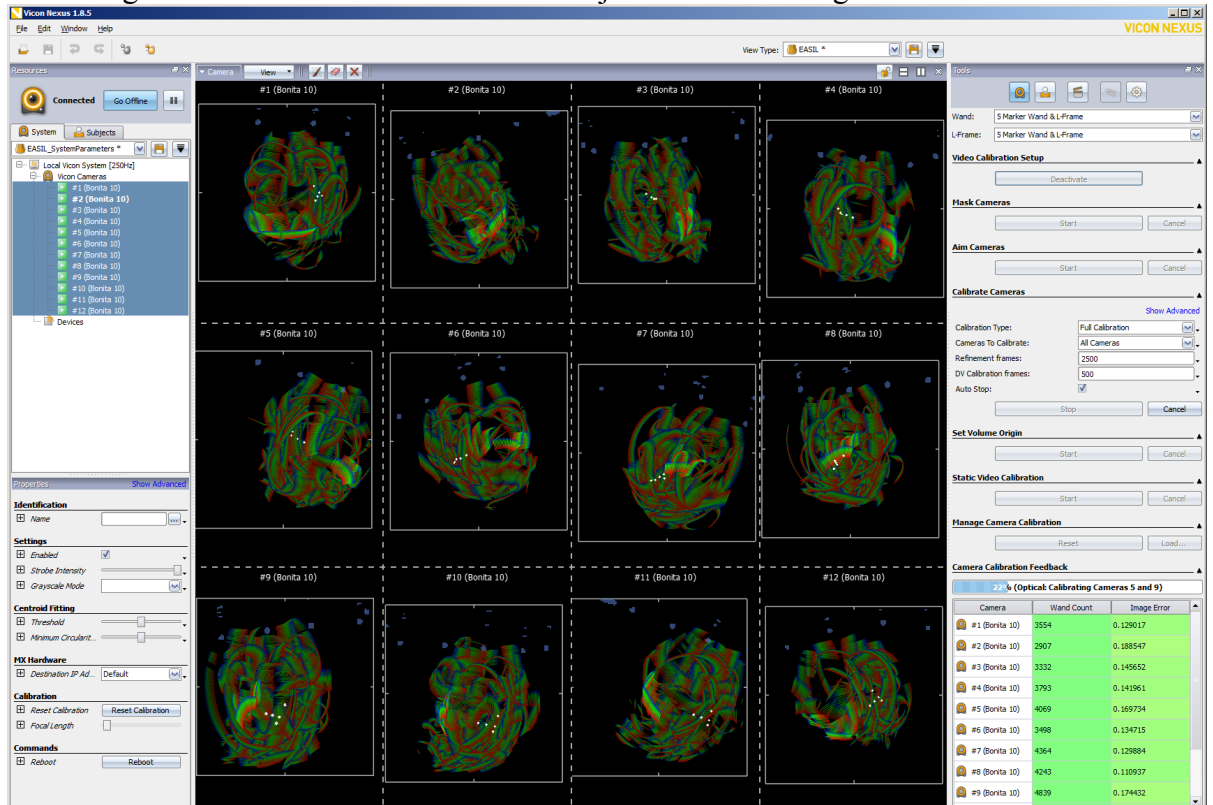 Vicon Nexus 1.8.5
File Edit Window Help
VICON NEXUS
View Type: EASIL *
Resources
Connected
Go Offline
System
Subjects
EASIL_SystemParameters *
Local Vicon System [250Hz]
Vicon Cameras
#1 (Bonita 10)
#2 (Bonita 10)
#3 (Bonita 10)
#4 (Bonita 10)
#5 (Bonita 10)
#6 (Bonita 10)
#7 (Bonita 10)
#8 (Bonita 10)
#9 (Bonita 10)
#10 (Bonita 10)
#11 (Bonita 10)
#12 (Bonita 10)
Devices
Properties
Show Advanced
Identification
Name
...
Settings
Enabled
Strobe Intensity
Grayscale Mode
Centroid Fitting
Threshold
Minimum Circularit...
MX Hardware
Destination IP Ad... Default
Calibration
Reset Calibration Reset Calibration
Focal Length
Commands
Reboot Reboot
Camera View
#1 (Bonita 10) #2 (Bonita 10) #3 (Bonita 10) #4 (Bonita 10)
#5 (Bonita 10) #6 (Bonita 10) #7 (Bonita 10) #8 (Bonita 10)
#9 (Bonita 10) #10 (Bonita 10) #11 (Bonita 10) #12 (Bonita 10)
Tools
Wand: 5 Marker Wand & L-Frame
L-Frame: 5 Marker Wand & L-Frame
Video Calibration Setup
Deactivate
Mask Cameras
Start Cancel
Aim Cameras
Start Cancel
Calibrate Cameras
Show Advanced
Calibration Type: Full Calibration
Cameras To Calibrate: All Cameras
Refinement frames: 2500
DV Calibration frames: 500
Auto Stop:
Stop Cancel
Set Volume Origin
Start Cancel
Static Video Calibration
Start Cancel
Manage Camera Calibration
Reset Load...
Camera Calibration Feedback
22% (Optical: Calibrating Cameras 5 and 9)
Camera Wand Count Image Error
#1 (Bonita 10) 3554 0.129017
#2 (Bonita 10) 2907 0.188547
#3 (Bonita 10) 3332 0.145652
#4 (Bonita 10) 3793 0.141961
#5 (Bonita 10) 4069 0.169734
#6 (Bonita 10) 3498 0.134715
#7 (Bonita 10) 4364 0.129884
#8 (Bonita 10) 4243 0.110937
#9 (Bonita 10) 4839 0.174432